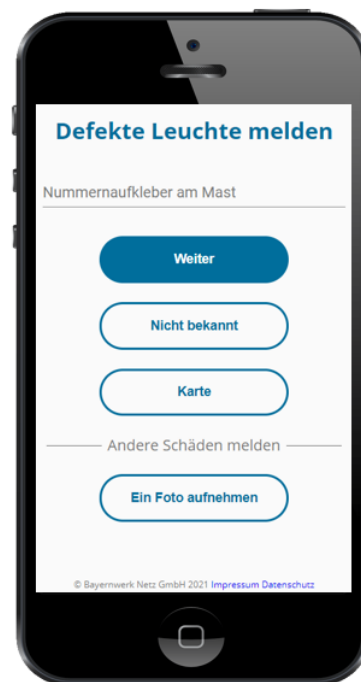 Defekte Leuchte melden
Nummernaufkleber am Mast
Weiter
Nicht bekannt
Karte
Andere Schäden melden
Ein Foto aufnehmen
© Bayernwerk Netz GmbH 2021 Impressum Datenschutz